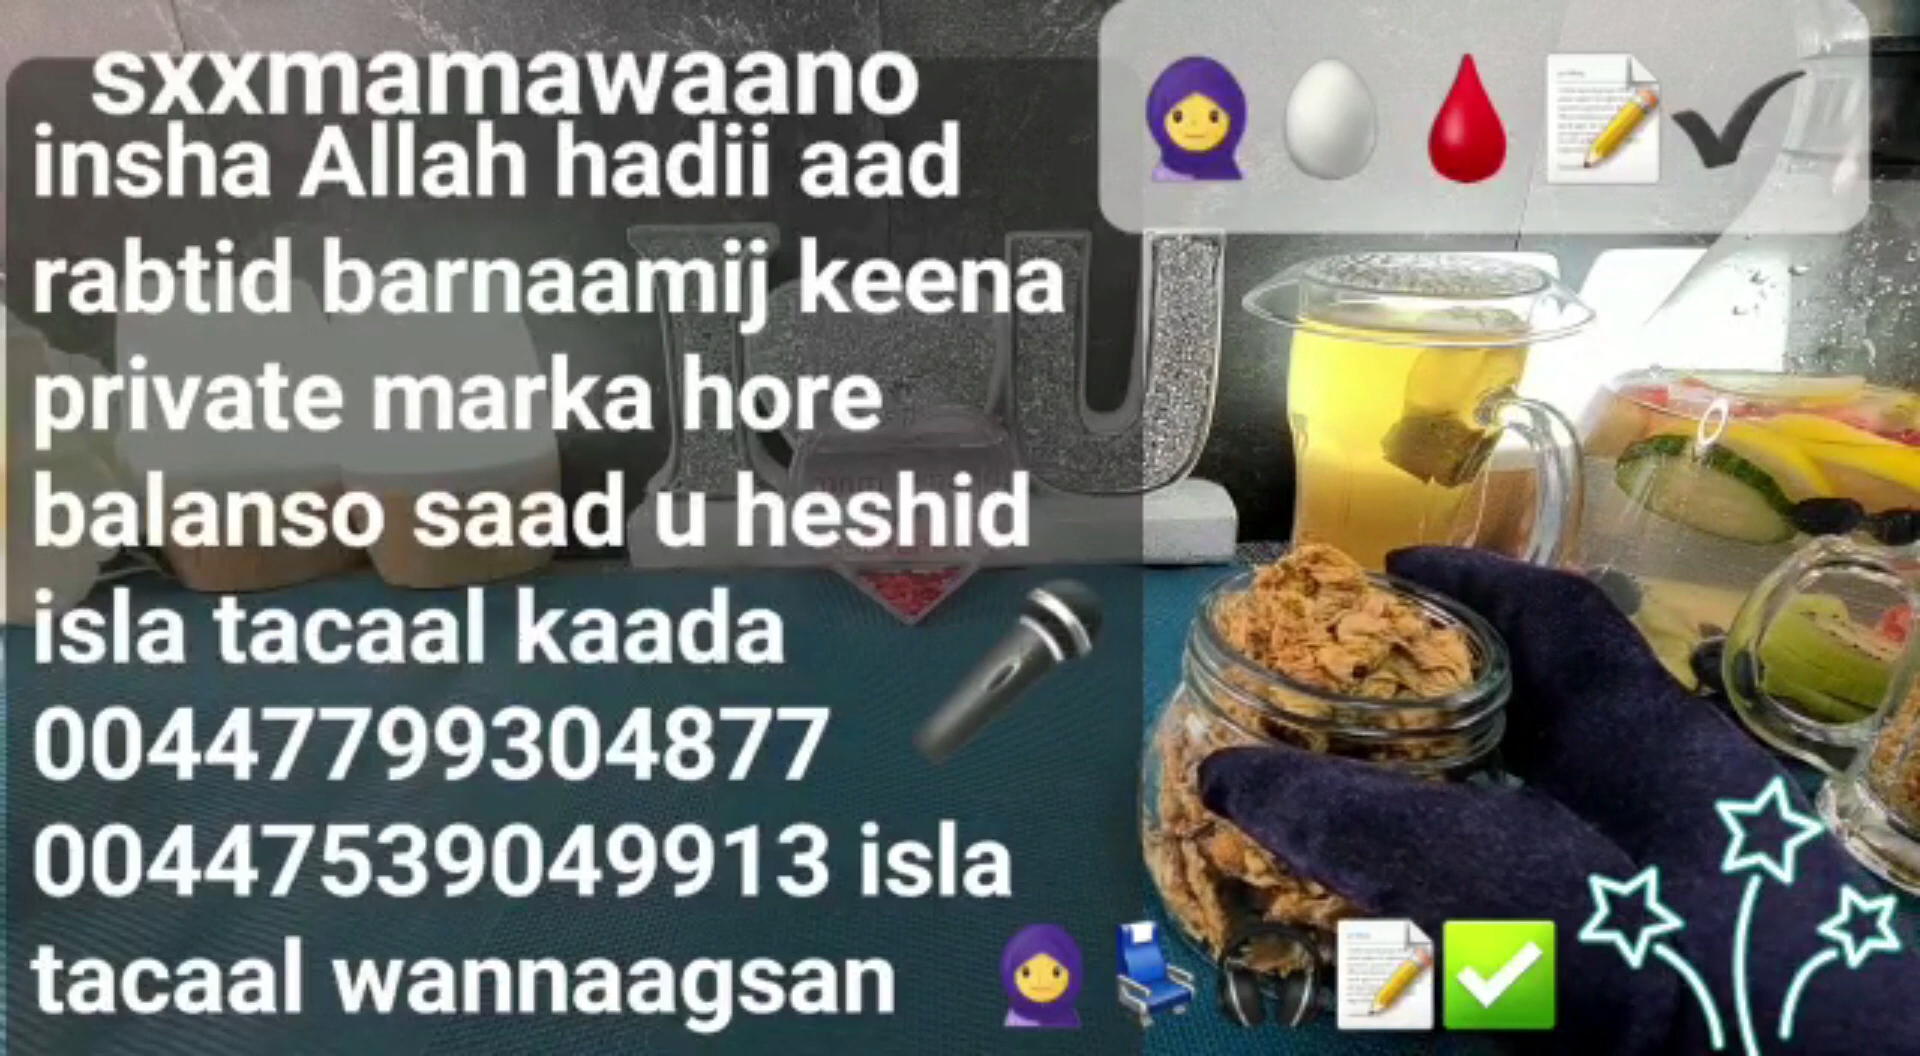 sxxmamawaano
insha Allah hadii aad
rabtid barnaamij keena
private marka hore
balanso saad u heshid
isla tacaal kaada
00447799304877
00447539049913 isla
tacaal wannaagsan